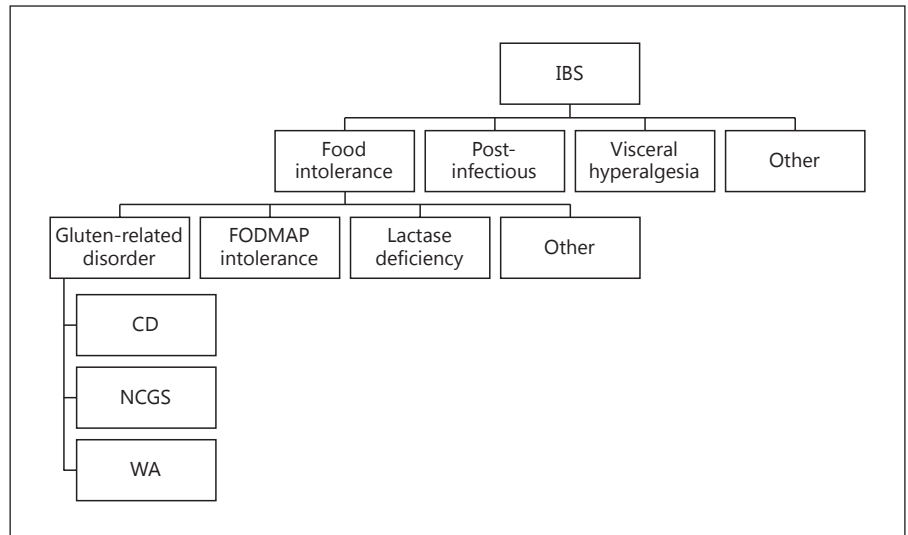 IBS
Food
intolerance
Post-
infectious
Visceral
hyperalgesia
Other
Gluten-related
disorder
FODMAP
intolerance
Lactase
deficiency
Other
CD
NCGS
WA